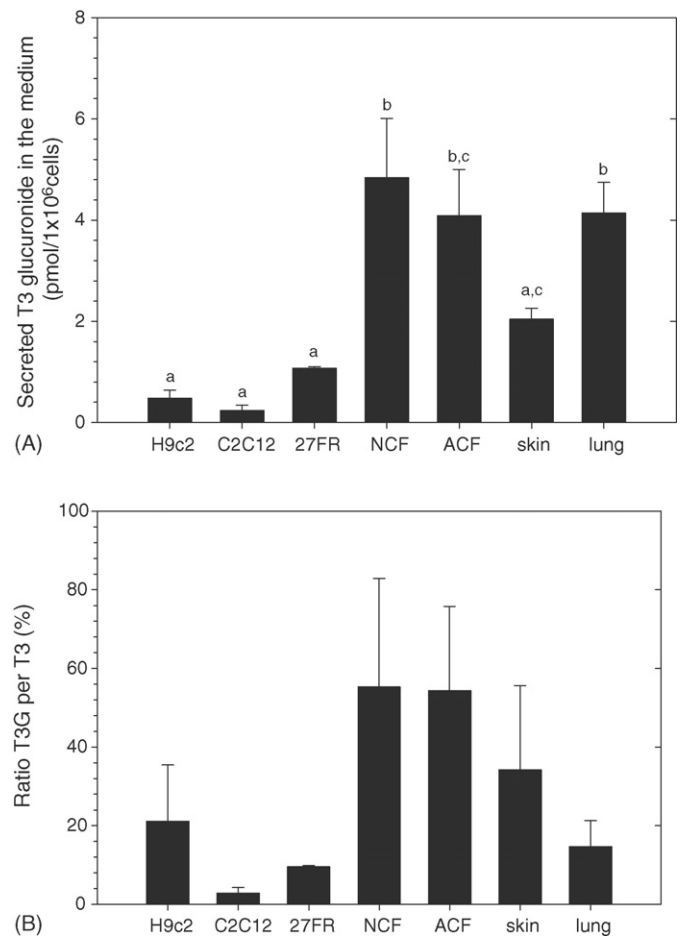 Secreted T3 glucuronide in the medium
(pmol/1x10⁶cells)
8
6
4
2
0
b
b,c
b
a,c
a
a
a
H9c2 C2C12 27FR NCF ACF skin lung
(A)
Ratio T3G per T3 (%)
100
80
60
40
20
0
H9c2 C2C12 27FR NCF ACF skin lung
(B)